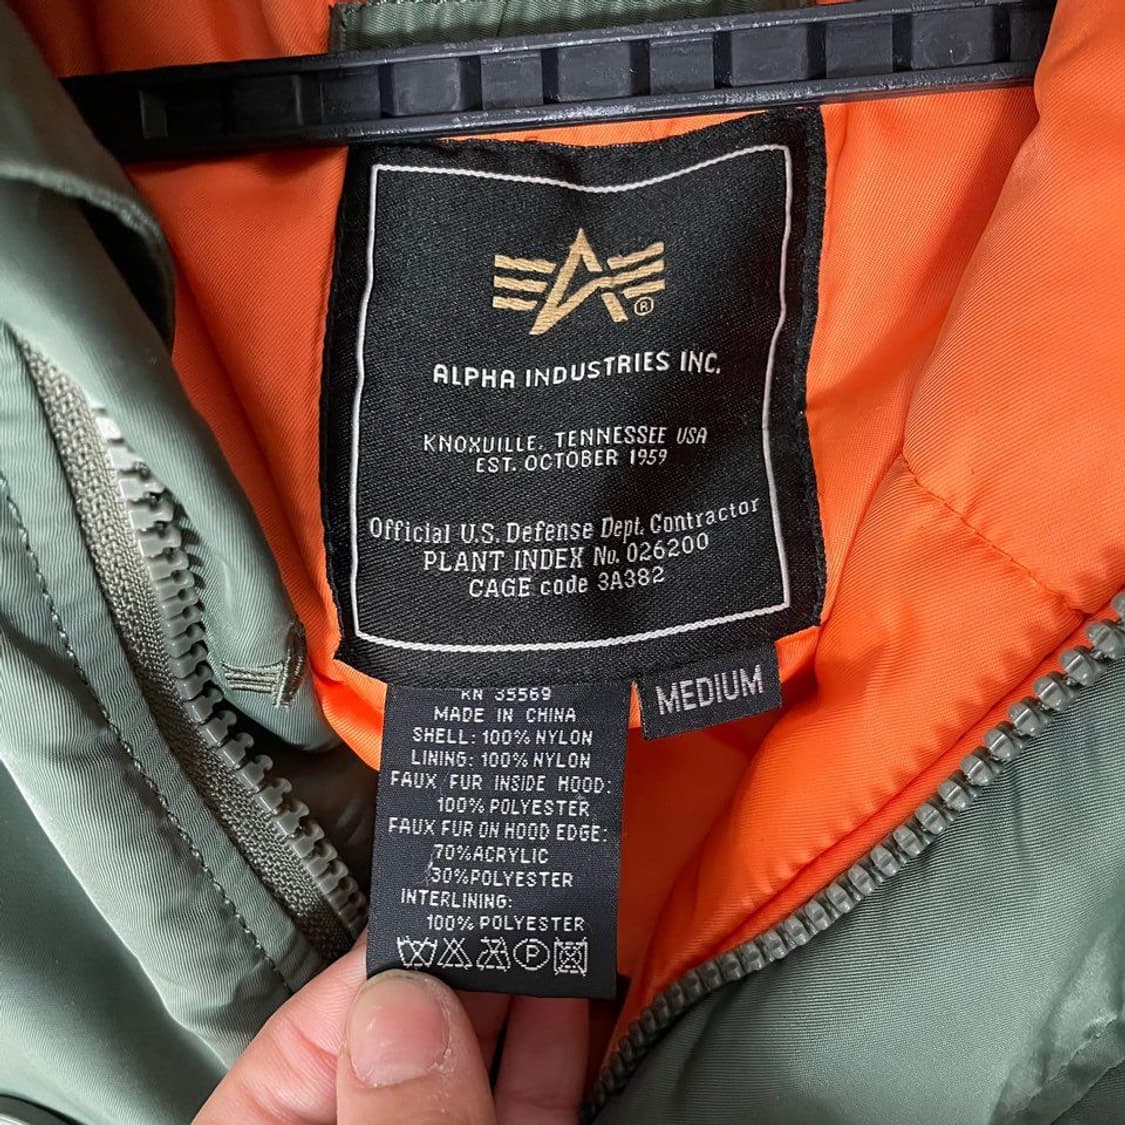 ®
ALPHA INDUSTRIES INC.
KNOXVILLE, TENNESSEE USA
EST. OCTOBER 1959
Official U.S. Defense Dept. Contractor
PLANT INDEX No. 026200
CAGE code 3A382
MEDIUM
RN 35569
MADE IN CHINA
SHELL: 100% NYLON
LINING: 100% NYLON
FAUX FUR INSIDE HOOD:
100% POLYESTER
FAUX FUR ON HOOD EDGE:
70%ACRYLIC
30%POLYESTER
INTERLINING:
100% POLYESTER
P